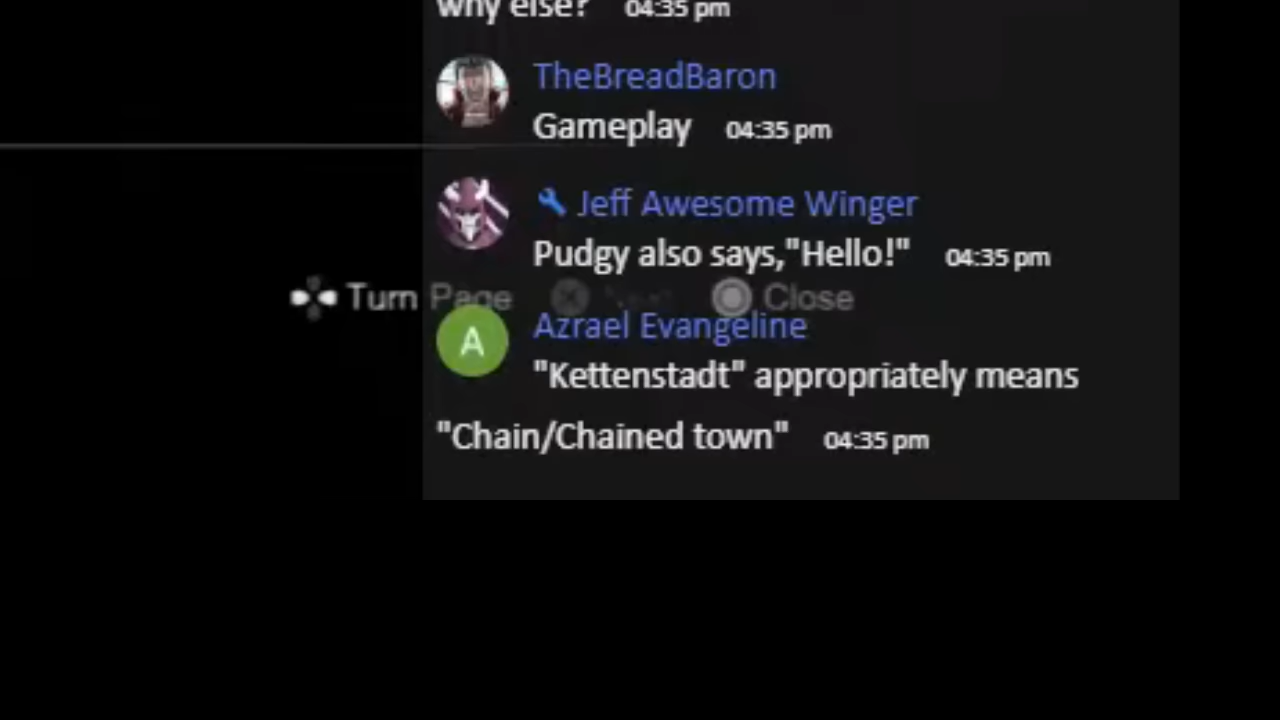 why else? 04:35 pm
TheBreadBaron
Gameplay 04:35 pm
Jeff Awesome Winger
Pudgy also says,"Hello!" 04:35 pm
Turn Page Next Close
A Azrael Evangeline
"Kettenstadt" appropriately means
"Chain/Chained town" 04:35 pm